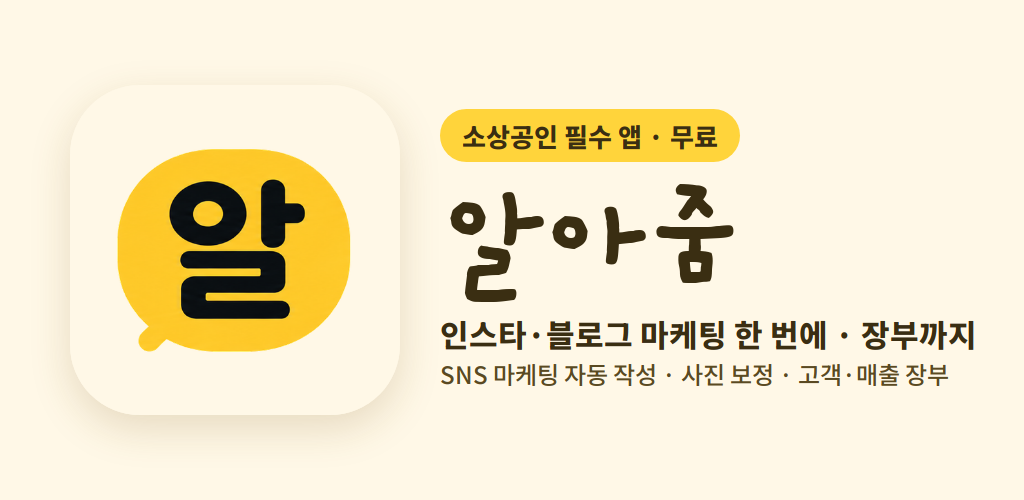 알
소상공인 필수 앱 · 무료
알아줌
인스타·블로그 마케팅 한 번에 · 장부까지
SNS 마케팅 자동 작성 · 사진 보정 · 고객·매출 장부